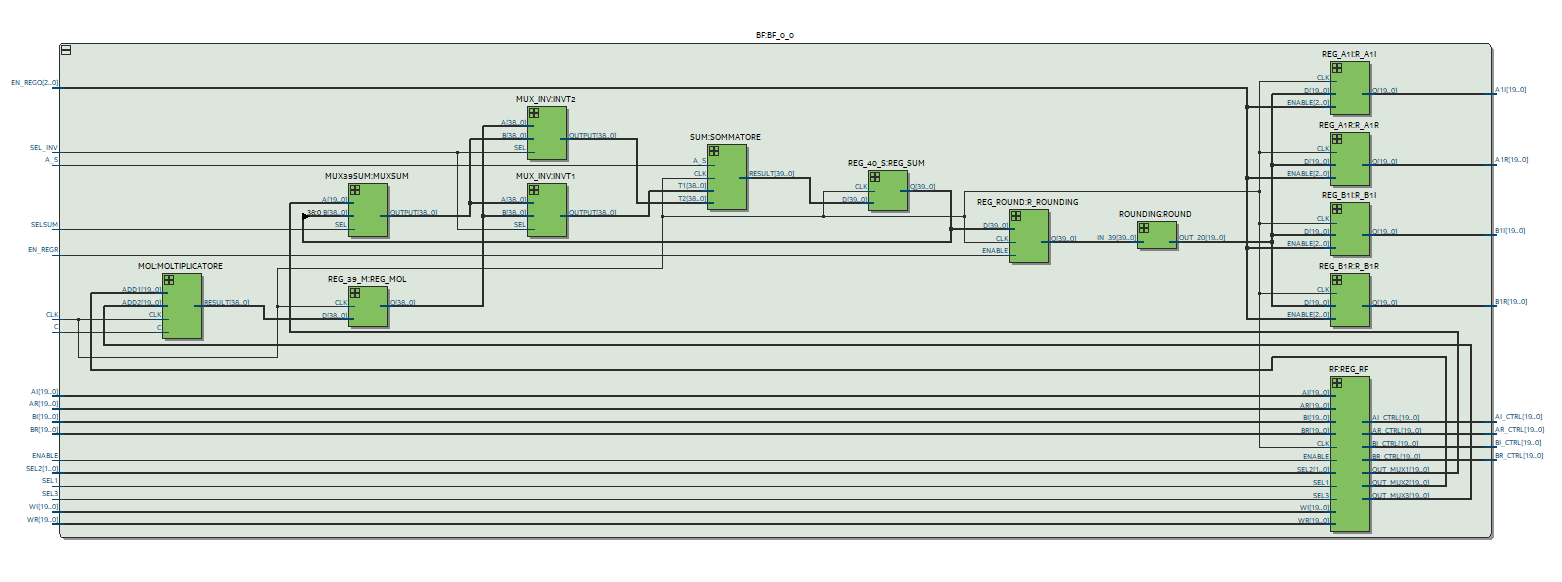 BF:BF_0_0
EN_REGO[2..0]
SEL_INV
A_S
SELSUM
EN_REGR
CLK
C
AI[19..0]
AR[19..0]
BI[19..0]
BR[19..0]
ENABLE
SEL2[1..0]
SEL1
SEL3
WI[19..0]
WR[19..0]
MOL:MOLTIPLICATORE
ADD1[19..0]
ADD2[19..0]
CLK
C
RESULT[38..0]
MUX39SUM:MUXSUM
A[19..0]
38:0 B[38..0]
SEL
OUTPUT[38..0]
REG_39_M:REG_MOL
CLK
D[38..0]
Q[38..0]
MUX_INV:INVT2
A[38..0]
B[38..0]
SEL
OUTPUT[38..0]
MUX_INV:INVT1
A[38..0]
B[38..0]
SEL
OUTPUT[38..0]
SUM:SOMMATORE
A_S
CLK
T1[38..0]
T2[38..0]
RESULT[39..0]
REG_40_S:REG_SUM
CLK
D[39..0]
Q[39..0]
REG_ROUND:R_ROUNDING
D[39..0]
CLK
ENABLE
Q[39..0]
ROUNDING:ROUND
IN_39[39..0]
OUT_20[19..0]
REG_A1I:R_A1I
CLK
D[19..0]
ENABLE[2..0]
Q[19..0]
REG_A1R:R_A1R
CLK
D[19..0]
ENABLE[2..0]
Q[19..0]
REG_B1I:R_B1I
CLK
D[19..0]
ENABLE[2..0]
Q[19..0]
REG_B1R:R_B1R
CLK
D[19..0]
ENABLE[2..0]
Q[19..0]
RF:REG_RF
AI[19..0]
AR[19..0]
BI[19..0]
BR[19..0]
CLK
ENABLE
SEL2[1..0]
SEL1
SEL3
WI[19..0]
WR[19..0]
AI_CTRL[19..0]
AR_CTRL[19..0]
BI_CTRL[19..0]
BR_CTRL[19..0]
OUT_MUX1[19..0]
OUT_MUX2[19..0]
OUT_MUX3[19..0]
A1I[19..0]
A1R[19..0]
B1I[19..0]
B1R[19..0]
AI_CTRL[19..0]
AR_CTRL[19..0]
BI_CTRL[19..0]
BR_CTRL[19..0]